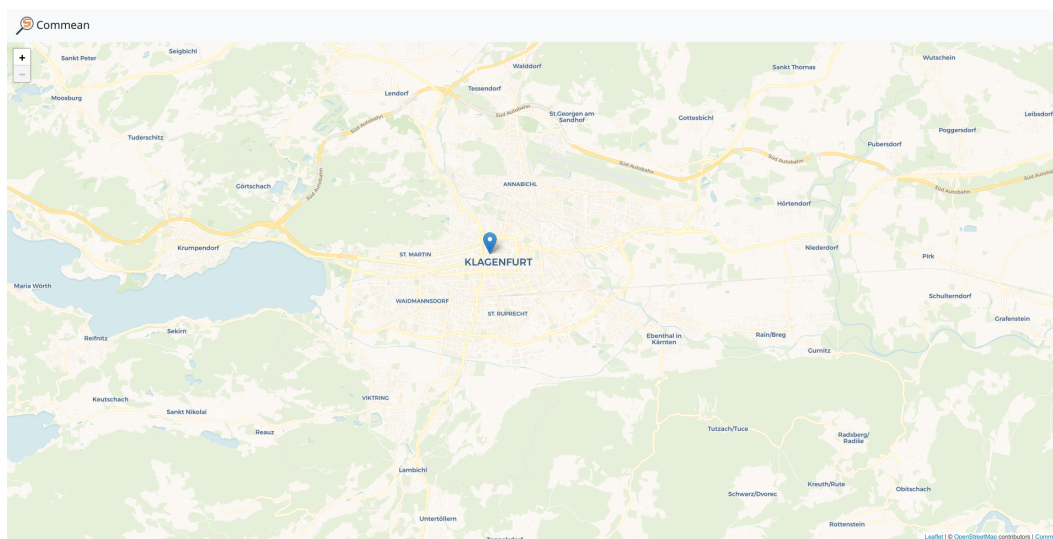 Commean
+
−
Sankt Peter
Seigbichl
Walddorf
Wutschein
Sankt Thomas
Moosburg
Lendorf
Tessendorf
Süd Autobahn
Süd Autobahn
St.Georgen am
Sandhof
Gottesbichl
Leibsdorf
Poggersdorf
Tuderschitz
Pubersdorf
Süd Autobahn
Süd Autobahn
Süd Autobahn
Görtschach
ANNABICHL
Süd Autobahn
Hörtendorf
Krumpendorf
ST. MARTIN
KLAGENFURT
Niederdorf
Pirk
Maria Wörth
WAIDMANNSDORF
ST. RUPRECHT
Schulterndorf
Grafenstein
Reifnitz
Sekirn
Ebenthal in
Kärnten
Rain/Breg
Gurnitz
Keutschach
Sankt Nikolai
VIKTRING
Reauz
Tutzach/Tuce
Radsberg/
Radiše
Lambichl
Schwarz/Dvorec
Kreuth/Rute
Obitschach
Untertöllern
Rottenstein
Leaflet | © OpenStreetMap contributors | Comm